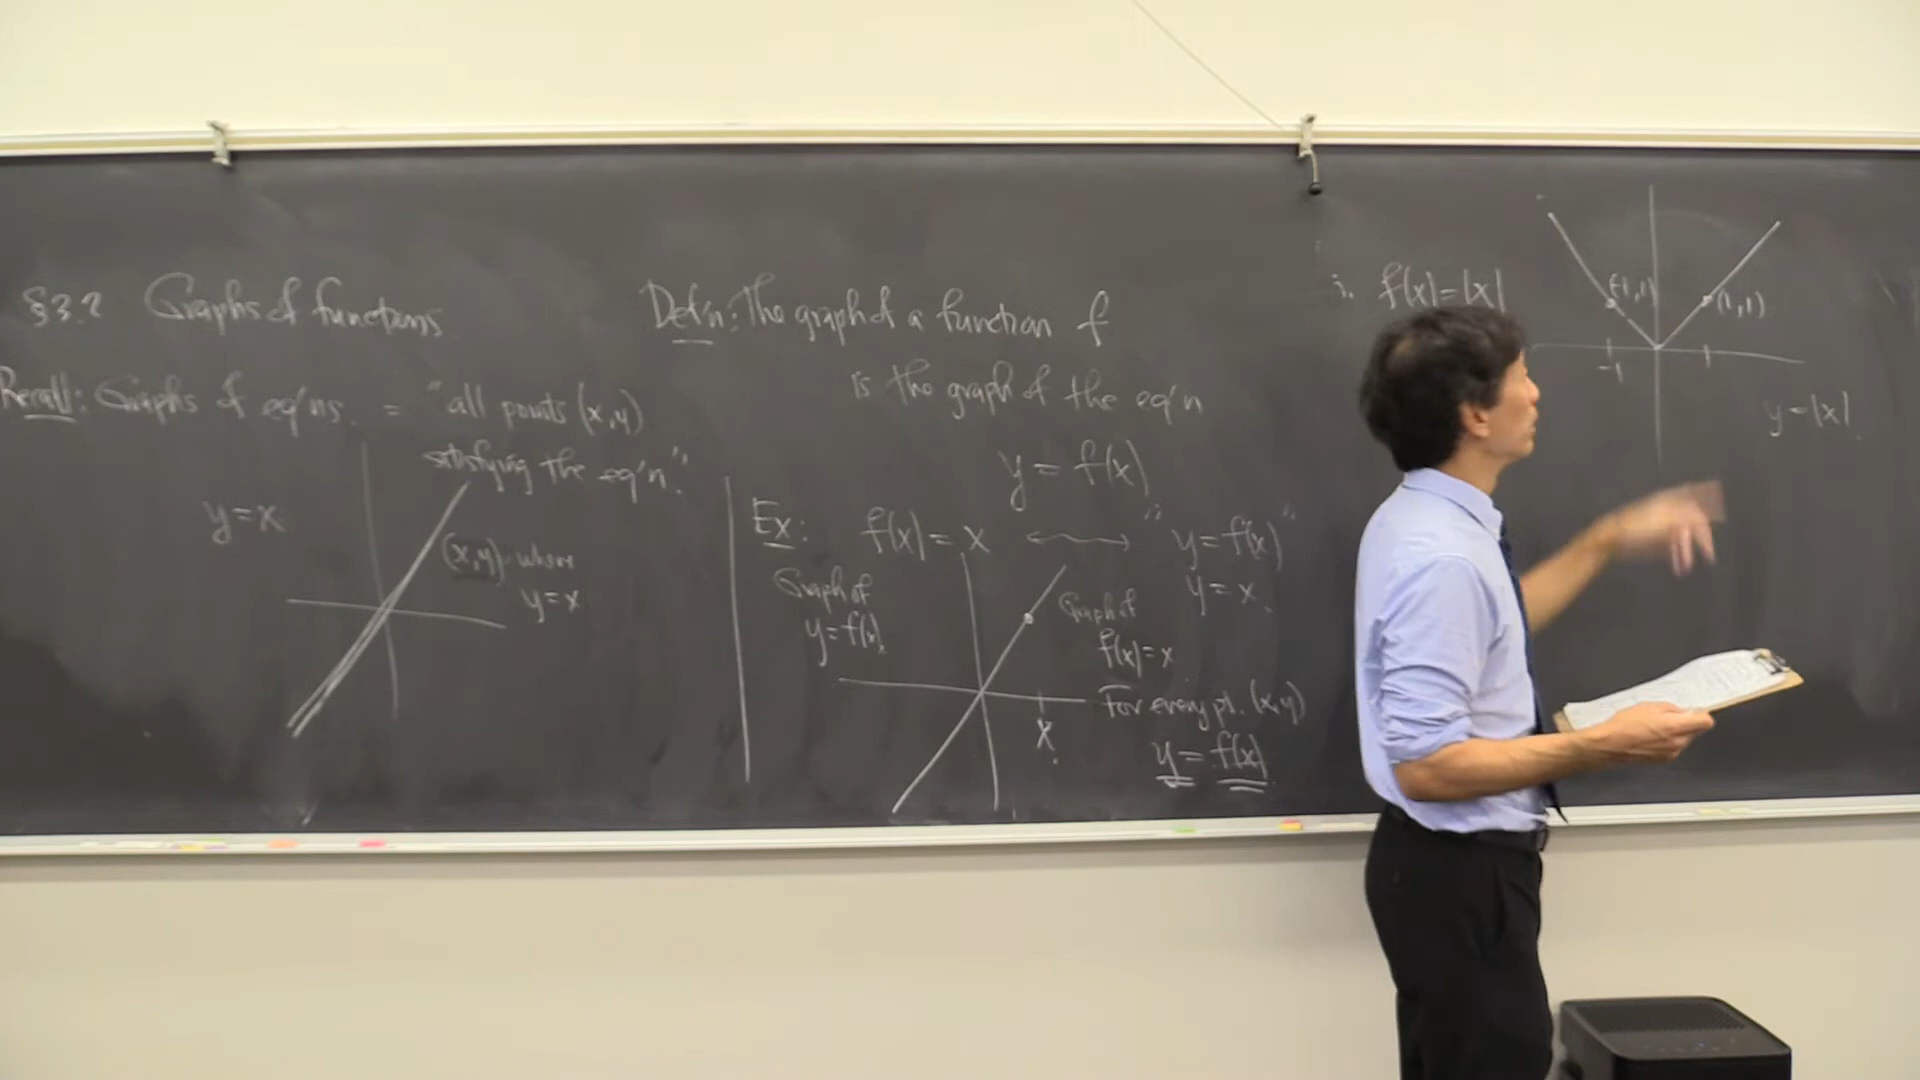 §3.2 Graphs of functions
Recall: Graphs of eq'ns. = "all points (x,y)
satisfying the eq'n".
y=x
(x,y) where
y=x
Def'n: The graph of a function f
is the graph of the eq'n
y = f(x)
Ex: f(x) = x ↔ "y=f(x)"
y = x.
Graph of
y=f(x).
Graph of
f(x)=x
For every pt. (x,y)
y = f(x)
x
i. f(x)=|x|
(-1,1)
(1,1)
-1
y=|x|.